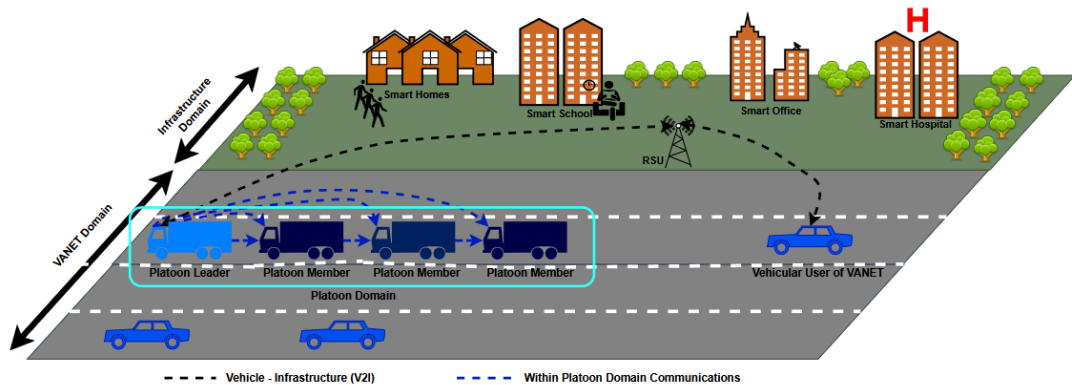 H
Smart Homes
Smart School
Smart Office
Smart Hospital
Infrastructure
Domain
RSU
VANET Domain
Platoon Leader
Platoon Member
Platoon Member
Platoon Member
Vehicular User of VANET
Platoon Domain
Vehicle - Infrastructure (V2I)
Within Platoon Domain Communications